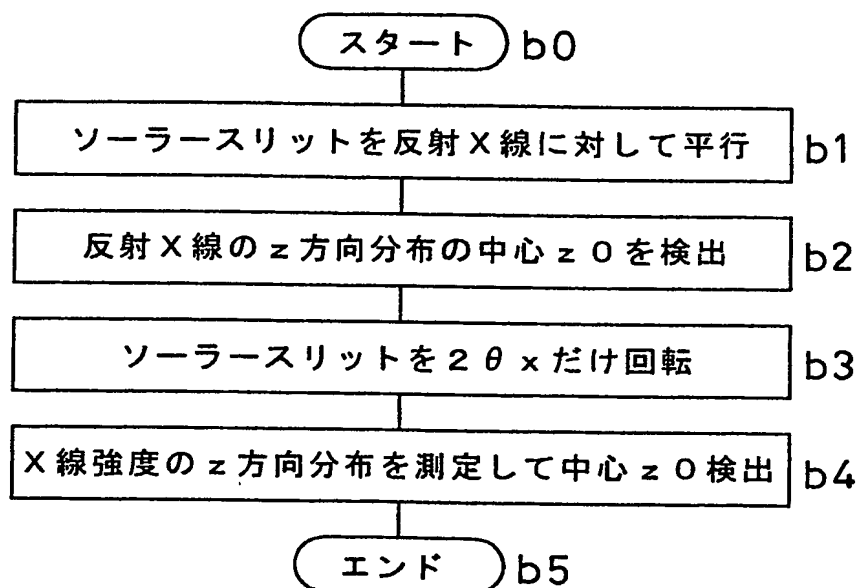 スタート b0
ソーラースリットを反射X線に対して平行 b1
反射X線のz方向分布の中心z0を検出 b2
ソーラースリットを2θxだけ回転 b3
X線強度のz方向分布を測定して中心z0検出 b4
エンド b5